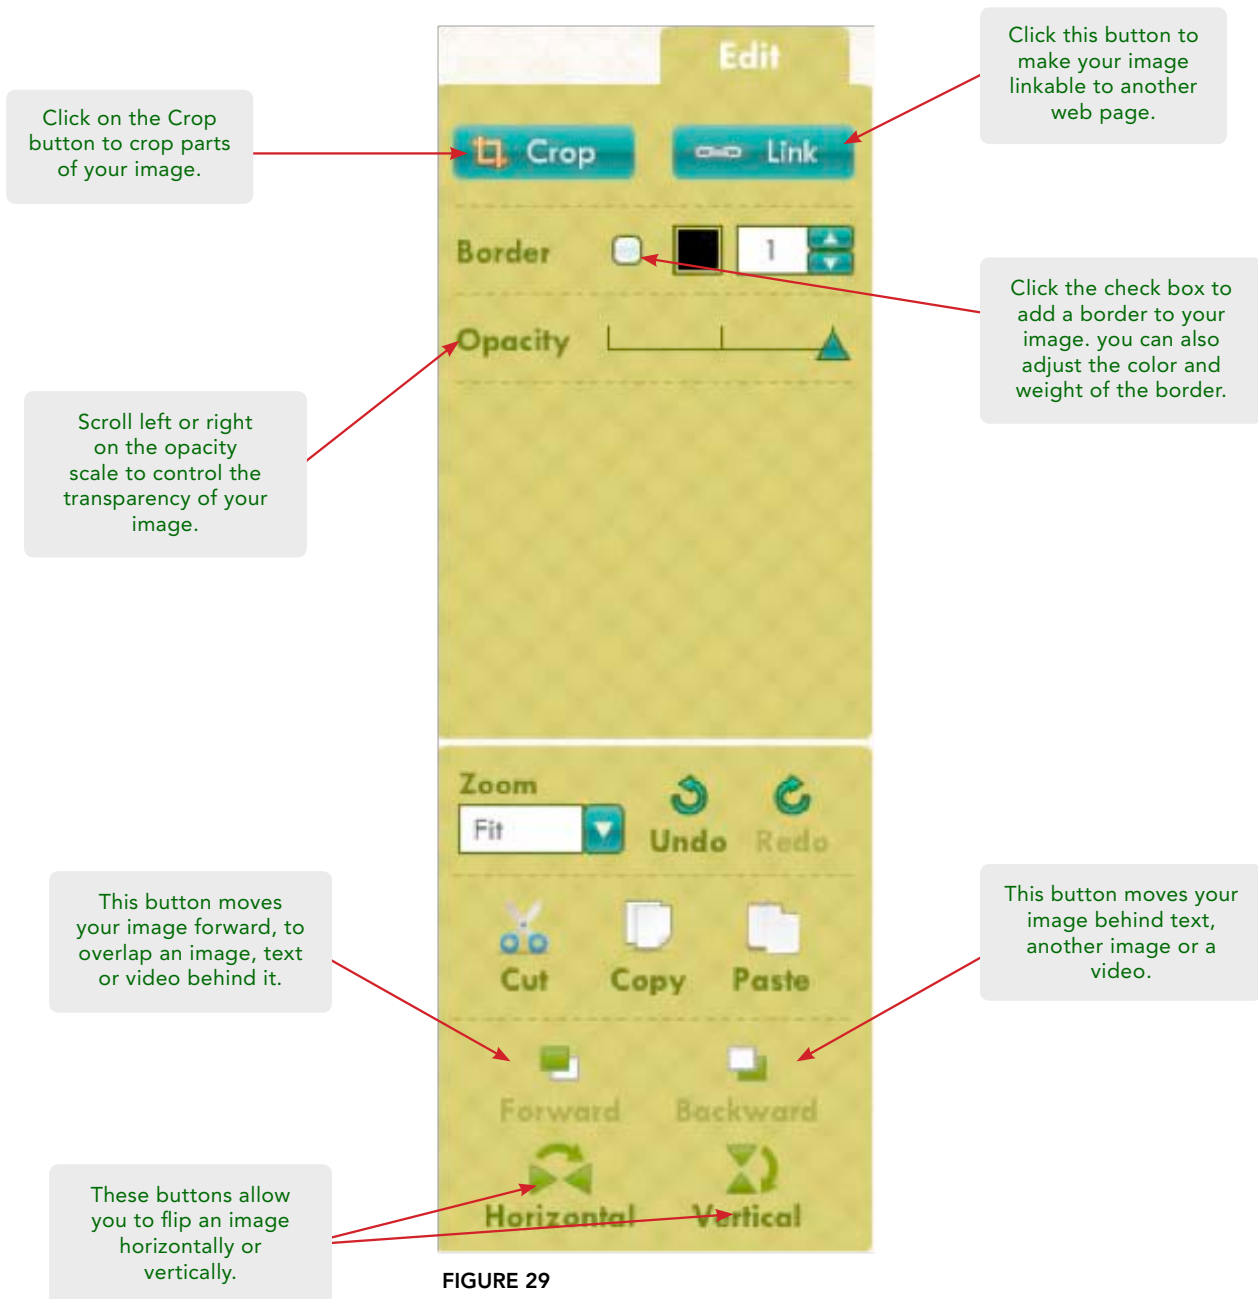 Edit
Click this button to
make your image
linkable to another
web page.
Click on the Crop
button to crop parts
of your image.
Crop
Link
Border
1
Click the check box to
add a border to your
image. you can also
adjust the color and
weight of the border.
Opacity
Scroll left or right
on the opacity
scale to control the
transparency of your
image.
Zoom
Fit
Undo
Redo
This button moves
your image forward, to
overlap an image, text
or video behind it.
Cut
Copy
Paste
This button moves your
image behind text,
another image or a
video.
Forward
Backward
These buttons allow
you to flip an image
horizontally or
vertically.
Horizontal
Vertical
FIGURE 29